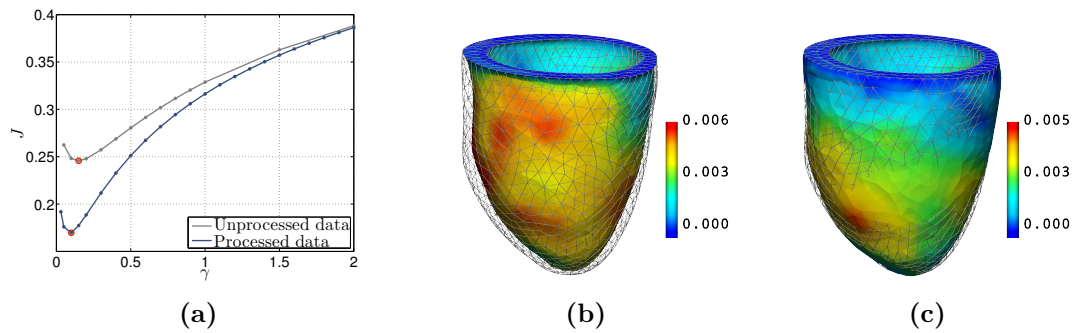 0.4
0.35
0.3
0.25
0.2
J
0 0.5 1 1.5 2
γ
Unprocessed data
Processed data
(a)
0.006
0.003
0.000
(b)
0.005
0.003
0.000
(c)